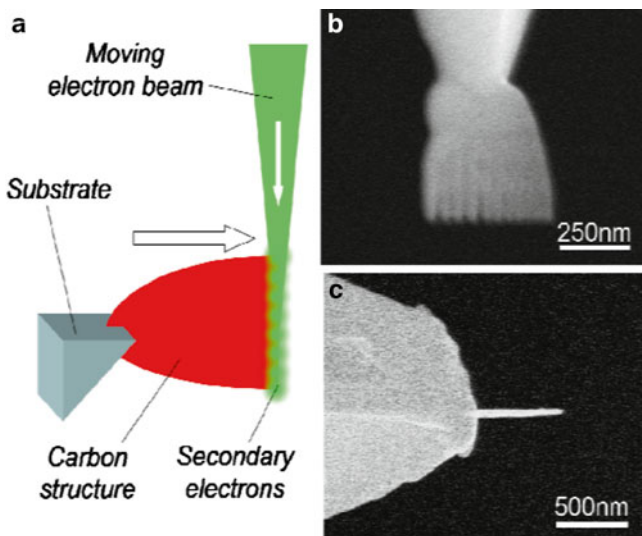 a
Moving
electron beam
Substrate
Carbon
structure
Secondary
electrons
b
250nm
c
500nm